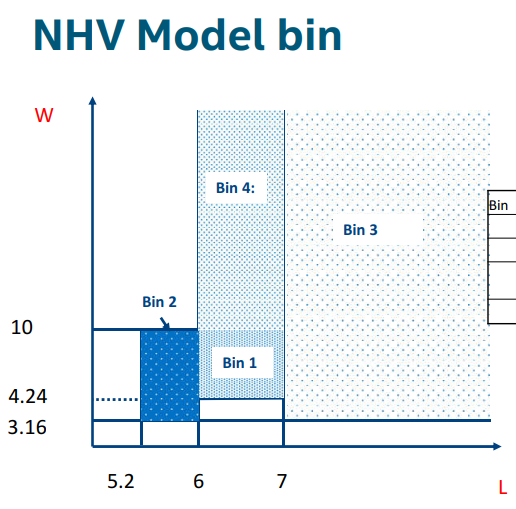 NHV Model bin
W
Bin 4:
Bin
Bin 3
Bin 2
10
Bin 1
4.24
3.16
5.2 6 7
L